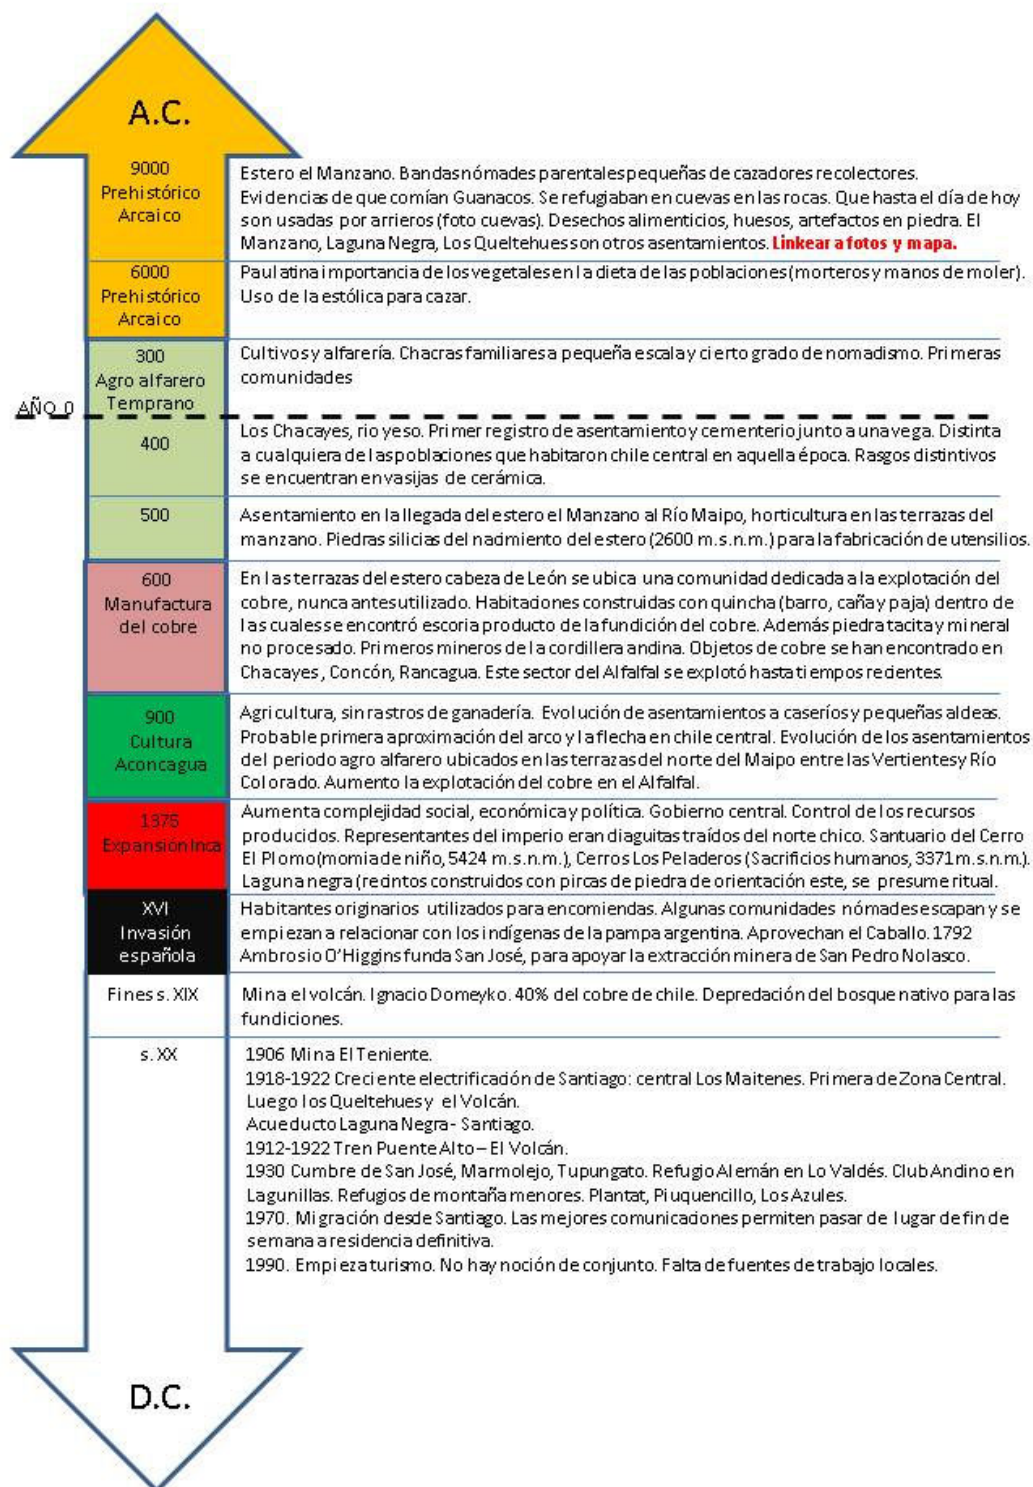 A.C.
9000
Prehistórico
Arcaico
Estero el Manzano. Bandas nómades parentales pequeñas de cazadores recolectores.
Evidencias de que comían Guanacos. Se refugiaban en cuevas en las rocas. Que hasta el día de hoy
son usadas por arrieros (foto cuevas). Desechos alimenticios, huesos, artefactos en piedra. El
Manzano, Laguna Negra, Los Queltehues son otros asentamientos. Linkear a fotos y mapa.
6000
Prehistórico
Arcaico
Paulatina importancia de los vegetales en la dieta de las poblaciones (morteros y manos de moler).
Uso de la estólica para cazar.
300
Agro alfarero
Temprano
Cultivos y alfarería. Chacras familiares a pequeña escala y cierto grado de nomadismo. Primeras
comunidades
AÑO 0
400
Los Chacayes, rio yeso. Primer registro de asentamiento y cementerio junto a una vega. Distinta
a cualquiera de las poblaciones que habitaron chile central en aquella época. Rasgos distintivos
se encuentran en vasijas de cerámica.
500
Asentamiento en la llegada del estero el Manzano al Río Maipo, horticultura en las terrazas del
manzano. Piedras silicias del nacimiento del estero (2600 m.s.n.m.) para la fabricación de utensilios.
600
Manufactura
del cobre
En las terrazas del estero cabeza de León se ubica una comunidad dedicada a la explotación del
cobre, nunca antes utilizado. Habitaciones construidas con quincha (barro, caña y paja) dentro de
las cuales se encontró escoria producto de la fundición del cobre. Además piedra tacita y mineral
no procesado. Primeros mineros de la cordillera andina. Objetos de cobre se han encontrado en
Chacayes, Concón, Rancagua. Este sector del Alfalfal se explotó hasta tiempos recientes.
900
Cultura
Aconcagua
Agricultura, sin rastros de ganadería. Evolución de asentamientos a caseríos y pequeñas aldeas.
Probable primera aproximación del arco y la flecha en chile central. Evolución de los asentamientos
del periodo agro alfarero ubicados en las terrazas del norte del Maipo entre las Vertientes y Río
Colorado. Aumento la explotación del cobre en el Alfalfal.
1375
Expansión Inca
Aumenta complejidad social, económica y política. Gobierno central. Control de los recursos
producidos. Representantes del imperio eran diaguitas traídos del norte chico. Santuario del Cerro
El Plomo (momia de niño, 5424 m.s.n.m.), Cerros Los Peladeros (Sacrificios humanos, 3371 m.s.n.m.).
Laguna negra (recintos construidos con pircas de piedra de orientación este, se presume ritual.
XVI
Invasión
española
Habitantes originarios utilizados para encomiendas. Algunas comunidades nómades escapan y se
empiezan a relacionar con los indígenas de la pampa argentina. Aprovechan el Caballo. 1792
Ambrosio O'Higgins funda San José, para apoyar la extracción minera de San Pedro Nolasco.
Fines s. XIX
Mina el volcán. Ignacio Domeyko. 40% del cobre de chile. Depredación del bosque nativo para las
fundiciones.
s. XX
1906 Mina El Teniente.
1918-1922 Creciente electrificación de Santiago: central Los Maitenes. Primera de Zona Central.
Luego los Queltehues y el Volcán.
Acueducto Laguna Negra- Santiago.
1912-1922 Tren Puente Alto – El Volcán.
1930 Cumbre de San José, Marmolejo, Tupungato. Refugio Alemán en Lo Valdés. Club Andino en
Lagunillas. Refugios de montaña menores. Plantat, Piuquencillo, Los Azules.
1970. Migración desde Santiago. Las mejores comunicaciones permiten pasar de lugar de fin de
semana a residencia definitiva.
1990. Empieza turismo. No hay noción de conjunto. Falta de fuentes de trabajo locales.
D.C.